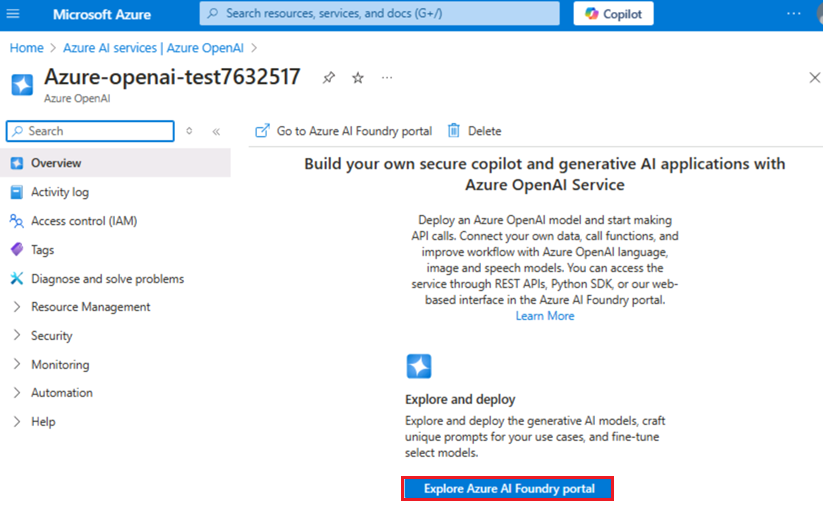 Microsoft Azure
Search resources, services, and docs (G+/)
Copilot
...
Home > Azure AI services | Azure OpenAI >
Azure-openai-test7632517
...
Azure OpenAI
Search
Overview
Activity log
Access control (IAM)
Tags
Diagnose and solve problems
Resource Management
Security
Monitoring
Automation
Help
Go to Azure AI Foundry portal
Delete
Build your own secure copilot and generative AI applications with
Azure OpenAI Service
Deploy an Azure OpenAI model and start making
API calls. Connect your own data, call functions, and
improve workflow with Azure OpenAI language,
image and speech models. You can access the
service through REST APIs, Python SDK, or our web-
based interface in the Azure AI Foundry portal.
Learn More
Explore and deploy
Explore and deploy the generative AI models, craft
unique prompts for your use cases, and fine-tune
select models.
Explore Azure AI Foundry portal